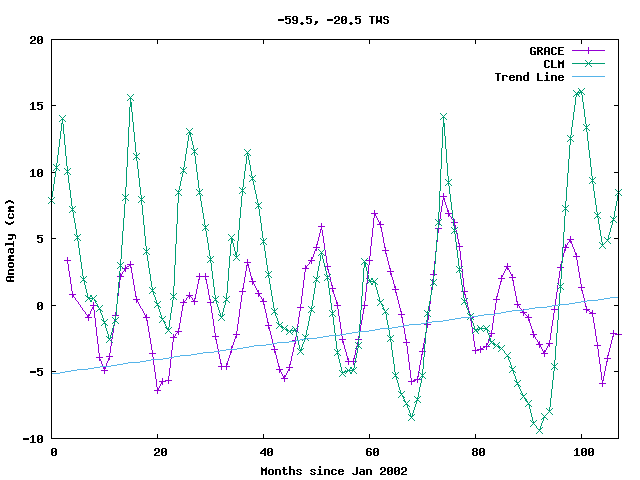 -59.5, -20.5 TWS
GRACE
CLM
Trend Line
20
15
10
5
0
-5
-10
Anomaly (cm)
0 20 40 60 80 100
Months since Jan 2002